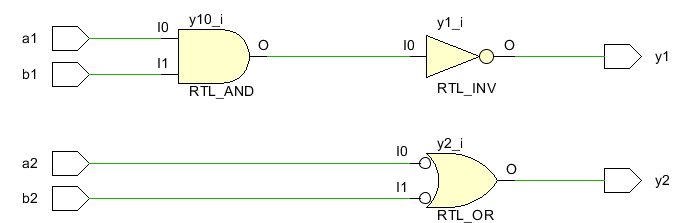 y10_i
y1_i
a1
I0
O
I0
O
y1
b1
I1
RTL_AND
RTL_INV
y2_i
a2
I0
O
y2
b2
I1
RTL_OR